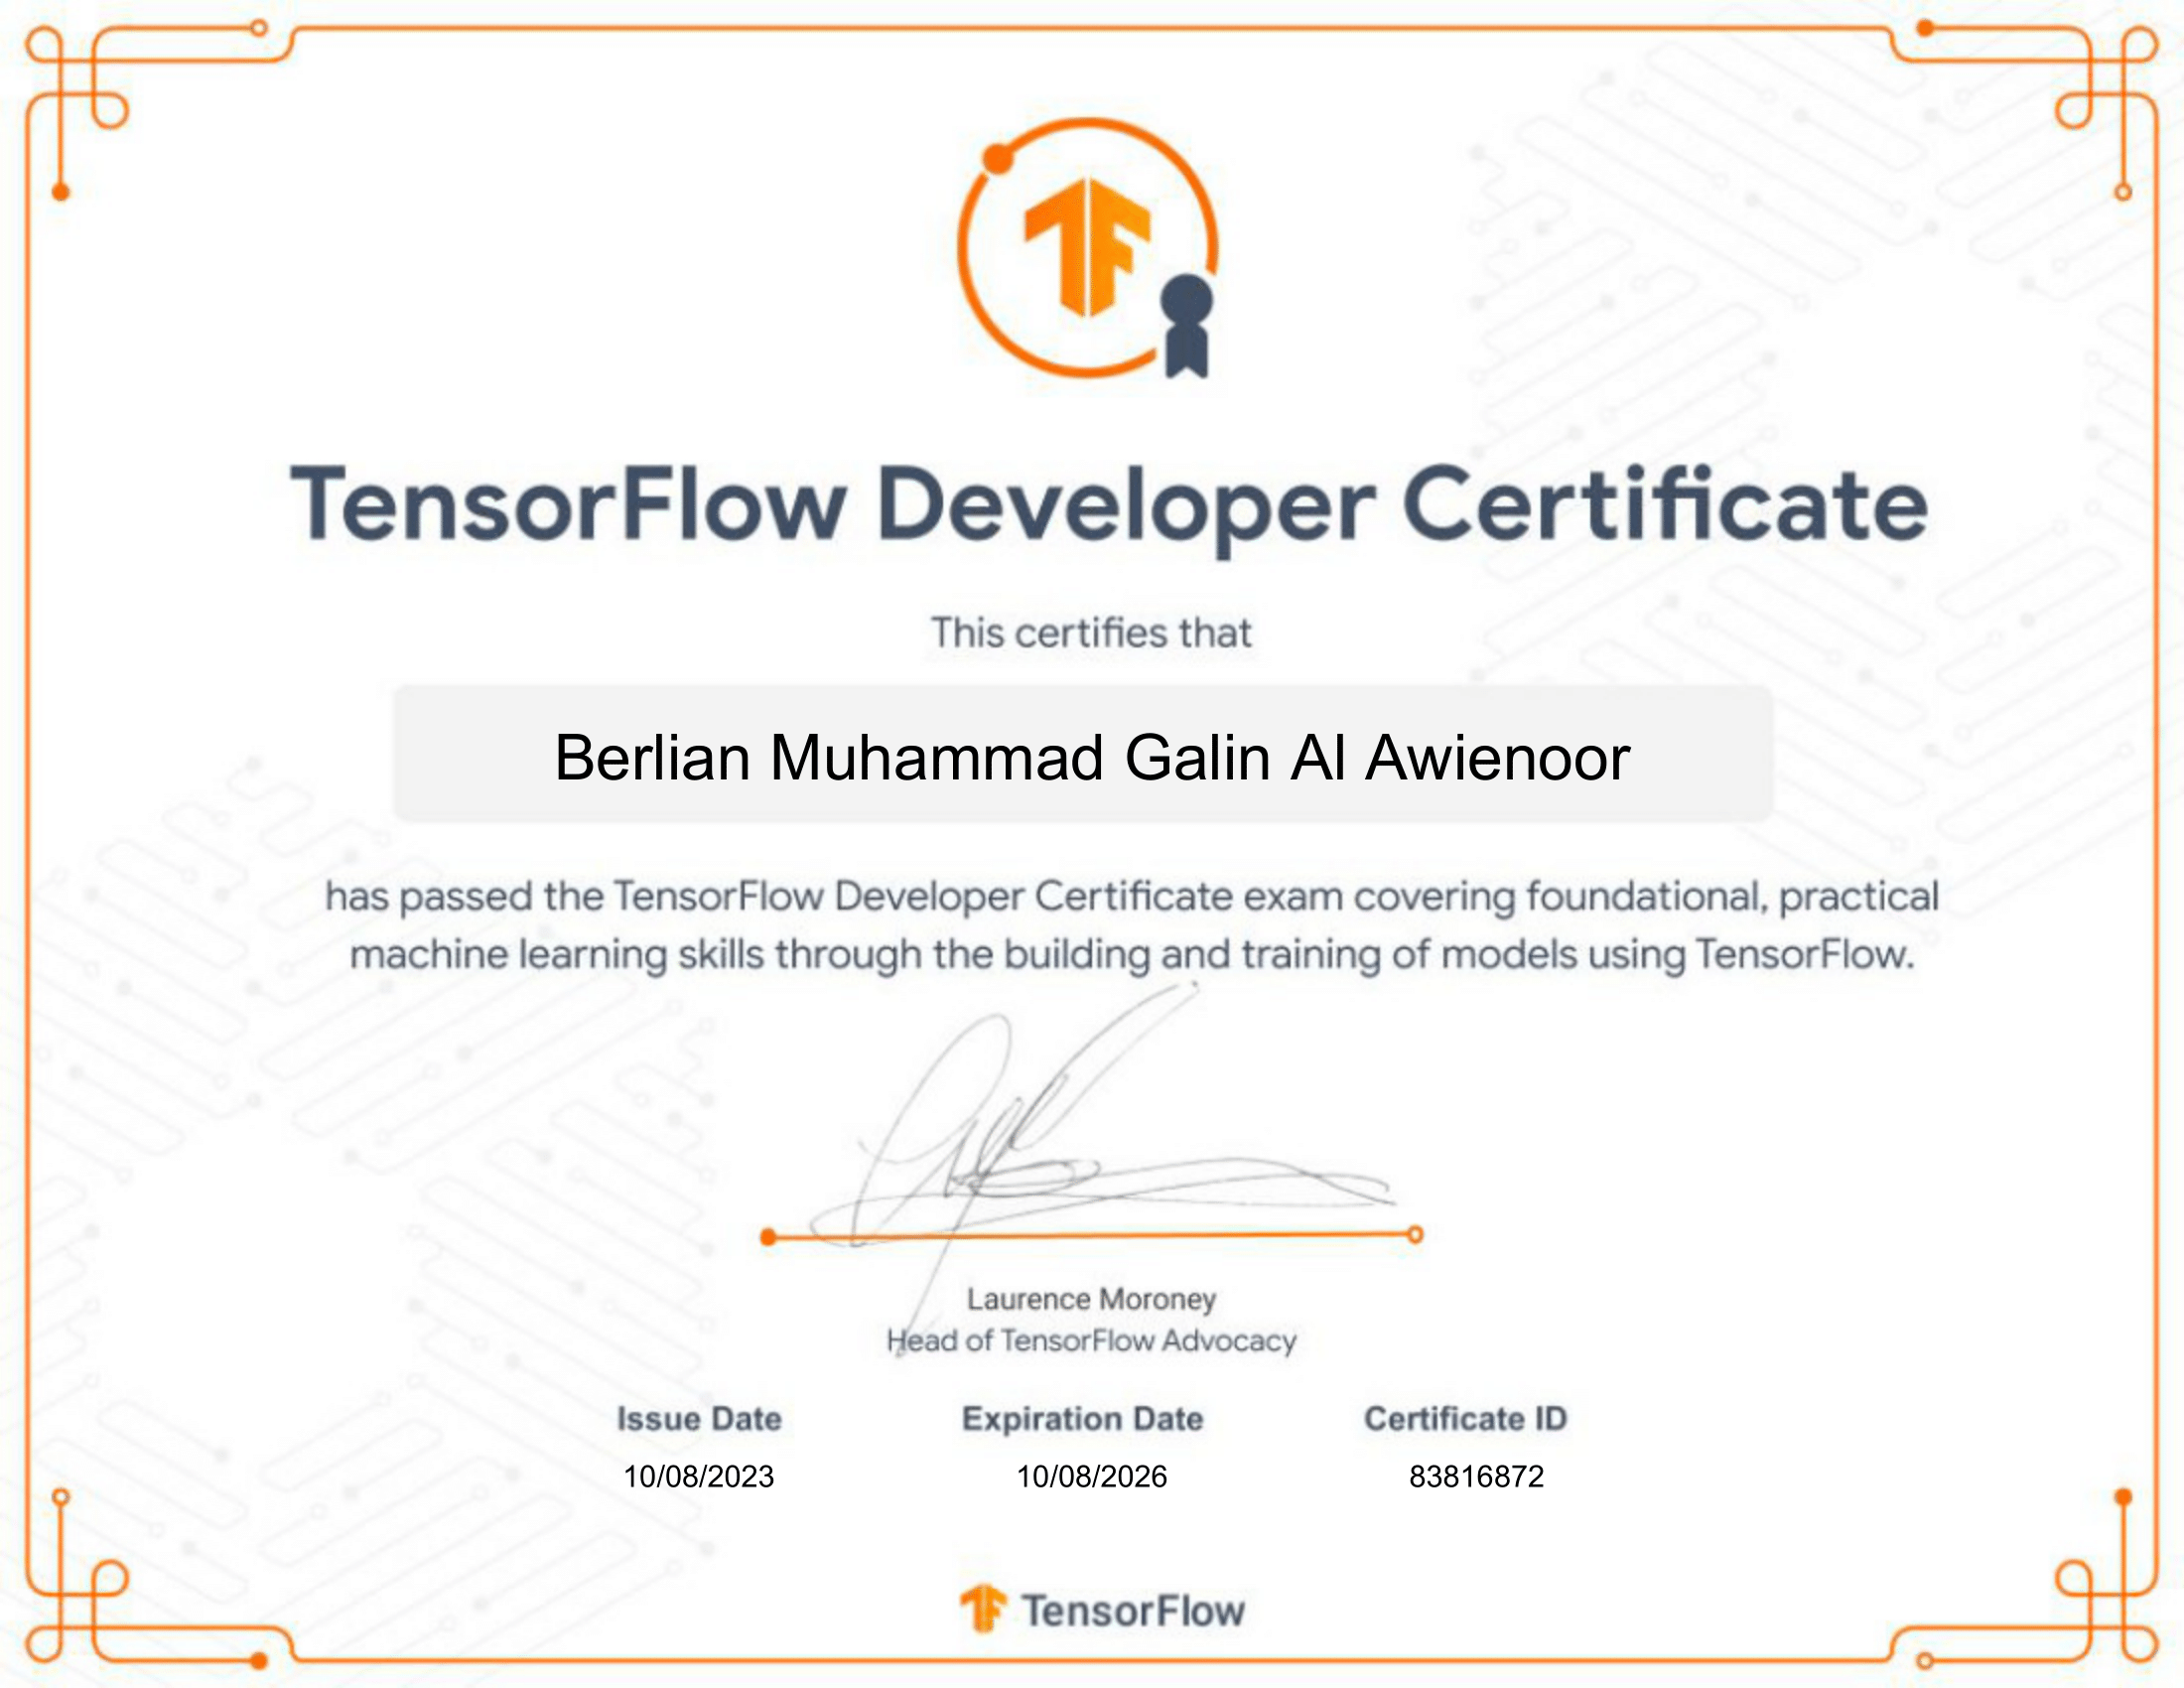 TensorFlow Developer Certificate
This certifies that
Berlian Muhammad Galin Al Awienoor
has passed the TensorFlow Developer Certificate exam covering foundational, practical
machine learning skills through the building and training of models using TensorFlow.
Laurence Moroney
Head of TensorFlow Advocacy
Issue Date Expiration Date Certificate ID
10/08/2023 10/08/2026 83816872
TensorFlow